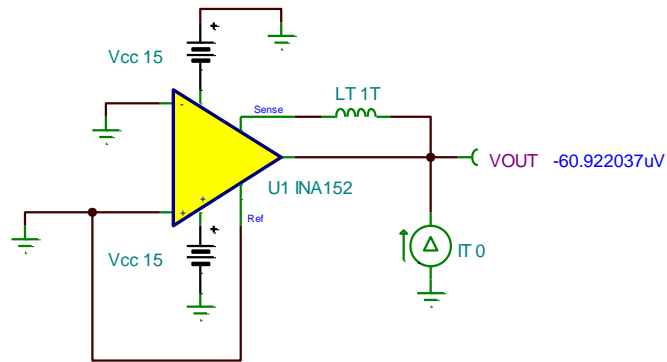 +
Vcc 15
Sense
LT 1T
-
VOUT -60.922037uV
U1 INA152
+
+
Ref
+
Vcc 15
IT 0